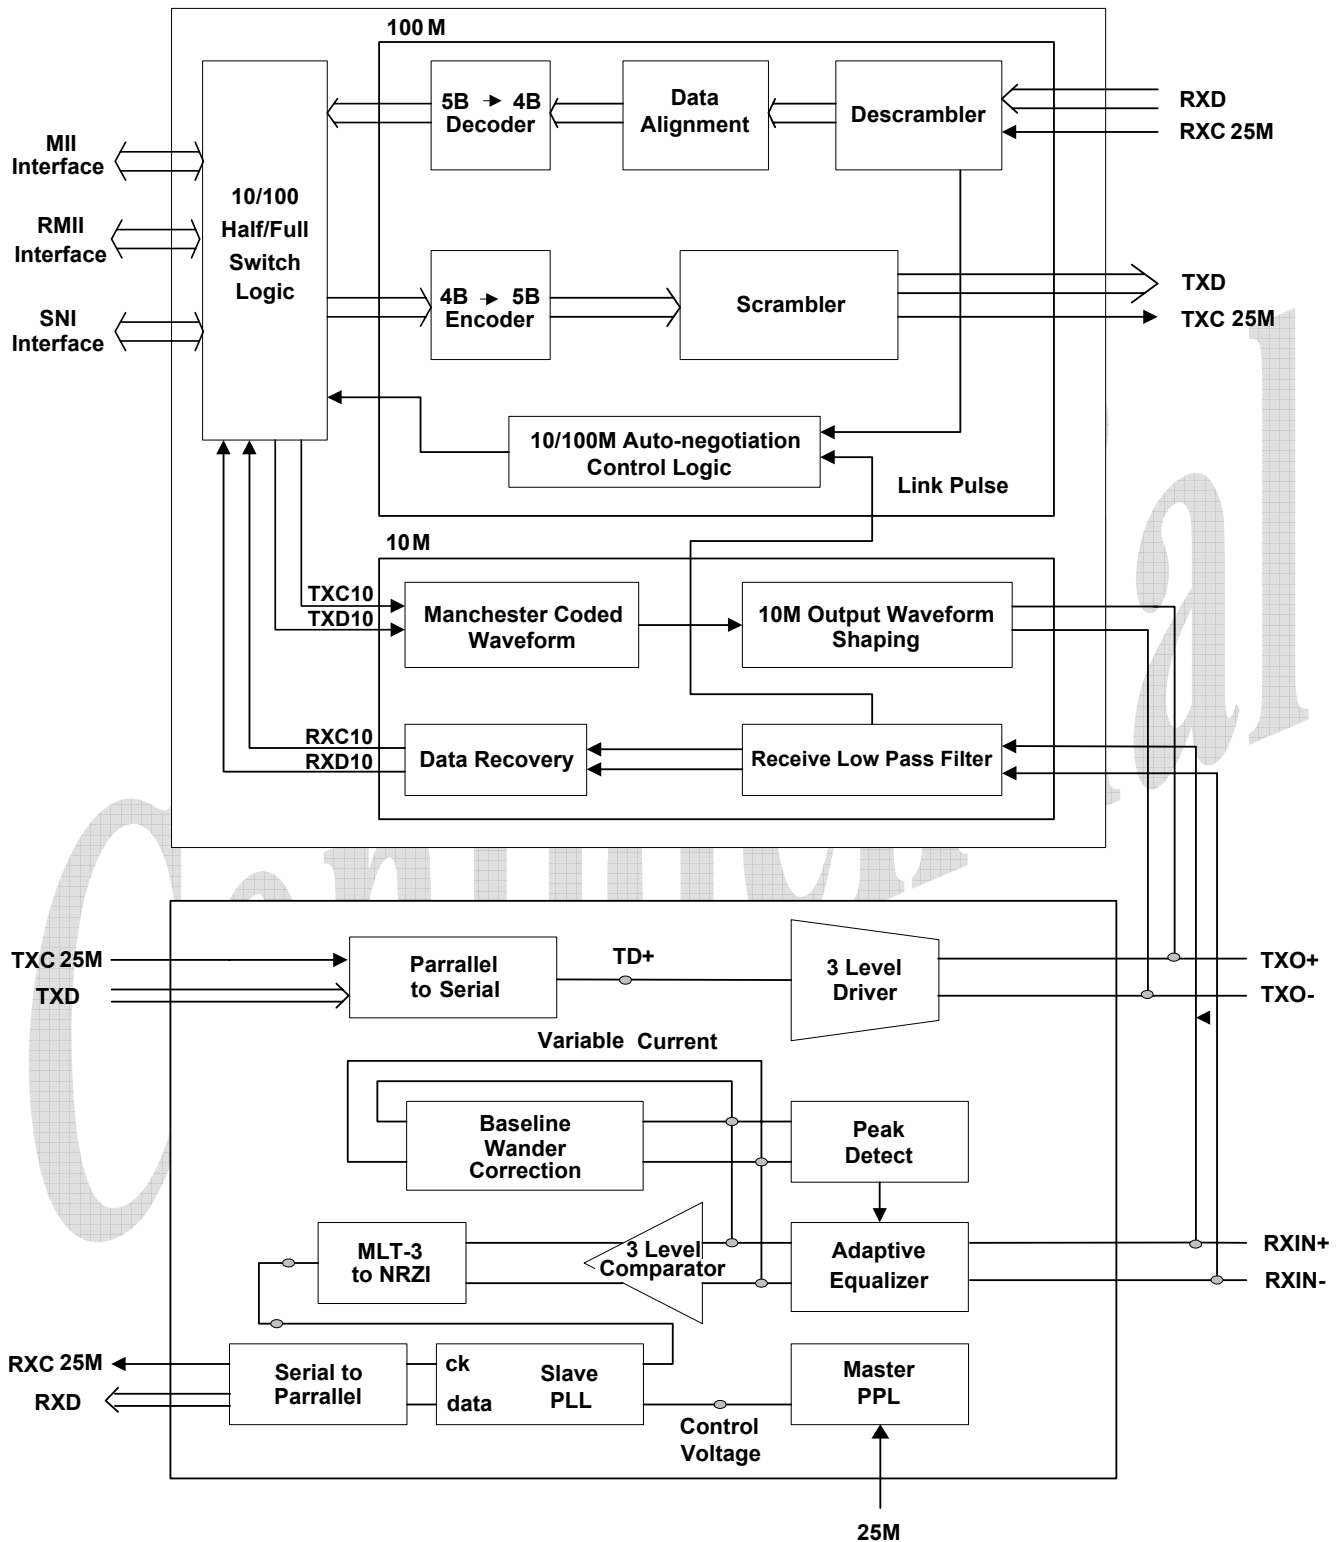 100 M
5B → 4B
Decoder
Data
Alignment
Descrambler
RXD
RXC 25M
MII
Interface
RMII
Interface
SNI
Interface
10/100
Half/Full
Switch
Logic
4B → 5B
Encoder
Scrambler
TXD
TXC 25M
10/100M Auto-negotiation
Control Logic
Link Pulse
10 M
TXC10
TXD10
Manchester Coded
Waveform
10M Output Waveform
Shaping
RXC10
RXD10
Data Recovery
Receive Low Pass Filter
TXC 25M
TXD
Parrallel
to Serial
TD+
3 Level
Driver
TXO+
TXO-
Variable Current
Baseline
Wander
Correction
Peak
Detect
MLT-3
to NRZI
3 Level
Comparator
Adaptive
Equalizer
RXIN+
RXIN-
RXC 25M
RXD
Serial to
Parrallel
ck
data
Slave
PLL
Master
PPL
Control
Voltage
25M